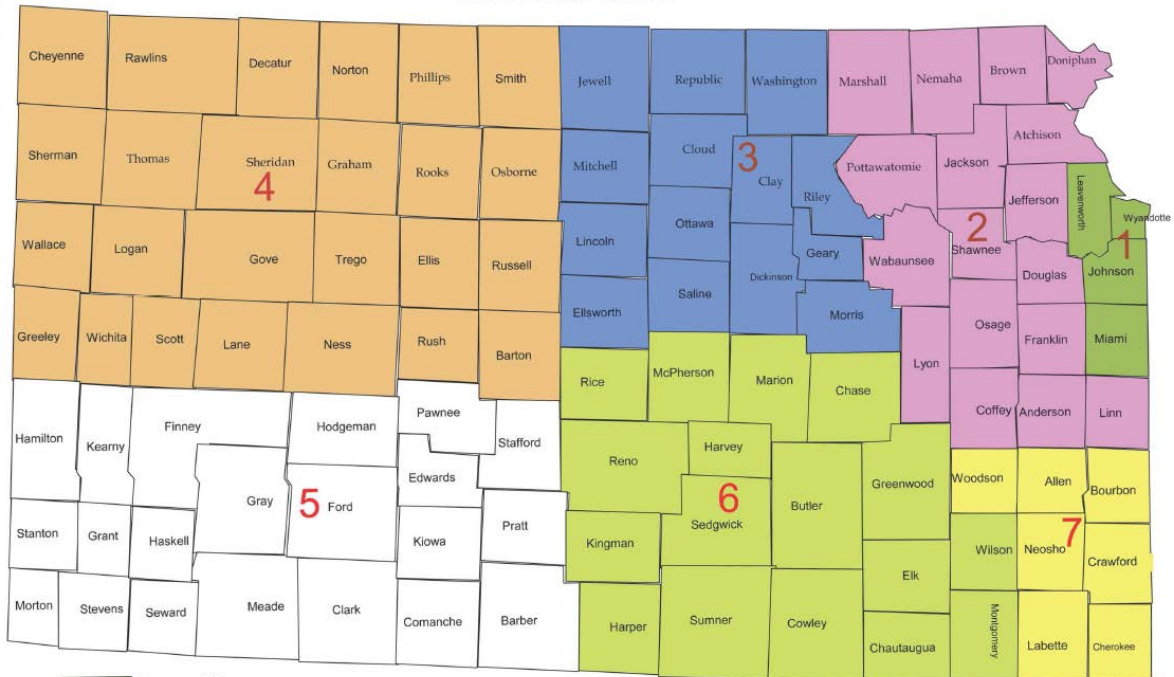 Cheyenne Rawlins Decatur Norton Phillips Smith Jewell Republic Washington Marshall Nemaha Brown Doniphan
Sherman Thomas Sheridan Graham Rooks Osborne Mitchell Cloud Clay Riley Pottawatomie Jackson Atchison
4 3 Jefferson Leavenworth Wyandotte
Wallace Logan Gove Trego Ellis Russell Lincoln Ottawa Dickinson Geary Wabaunsee 2 Shawnee Douglas 1 Johnson
Greeley Wichita Scott Lane Ness Rush Barton Ellsworth Saline Morris Lyon Osage Franklin Miami
Rice McPherson Marion Chase Coffey Anderson Linn
Hamilton Kearny Finney Hodgeman Pawnee Stafford Reno Harvey
Gray 5 Ford Edwards 6 Sedgwick Butler Greenwood Woodson Allen Bourbon
Stanton Grant Haskell Kiowa Pratt Kingman Elk Wilson Neosho 7 Crawford
Morton Stevens Seward Meade Clark Comanche Barber Harper Sumner Cowley Chautaugua Montgomery Labette Cherokee